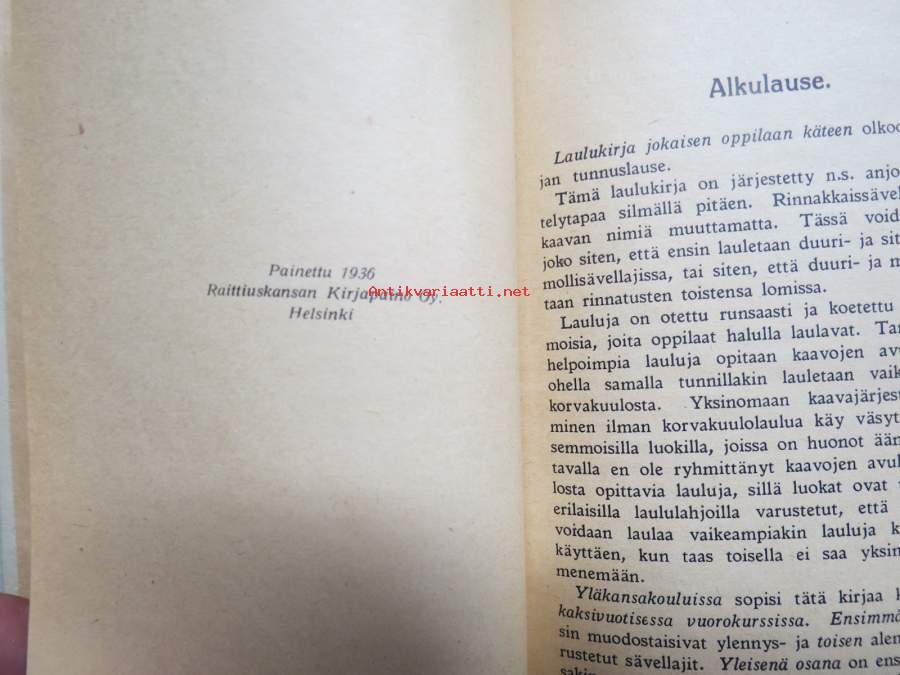 Painettu 1936
Raittiuskansan Kirjapaino Oy.
Antikvariaatti.net
Helsinki
Alkulause.
Laulukirja jokaisen oppilaan käteen olkoo
jan tunnuslause.
Tämä laulukirja on järjestetty n.s. anjo
telytapaa silmällä pitäen. Rinnakkaissävel
kaavan nimiä muuttamatta. Tässä void
joko siten, että ensin lauletaan duuri- ja sit
mollisävellajissa, tai siten, että duuri- ja m
taan rinnatusten toistensa lomissa.
Lauluja on otettu runsaasti ja koetettu
moisia, joita oppilaat halulla laulavat. Tar
helpoimpia lauluja opitaan kaavojen avu
ohella samalla tunnillakin lauletaan vaik
korvakuulosta. Yksinomaan kaavajärjest
minen ilman korvakuulolaulua käy väsyt
semmoisilla luokilla, joissa on huonot ään
tavalla en ole ryhmittänyt kaavojen avul
losta opittavia lauluja, sillä luokat ovat
erilaisilla laululahjoilla varustetut, että
voidaan laulaa vaikeampiakin lauluja k
käyttäen, kun taas toisella ei saa yksin
menemään.
Yläkansakouluissa sopisi tätä kirjaa k
kaksivuotisessa vuorokurssissa. Ensimmä
sin muodostaisivat ylennys- ja toisen alen
rustetut sävellajit. Yleisenä osana on ens